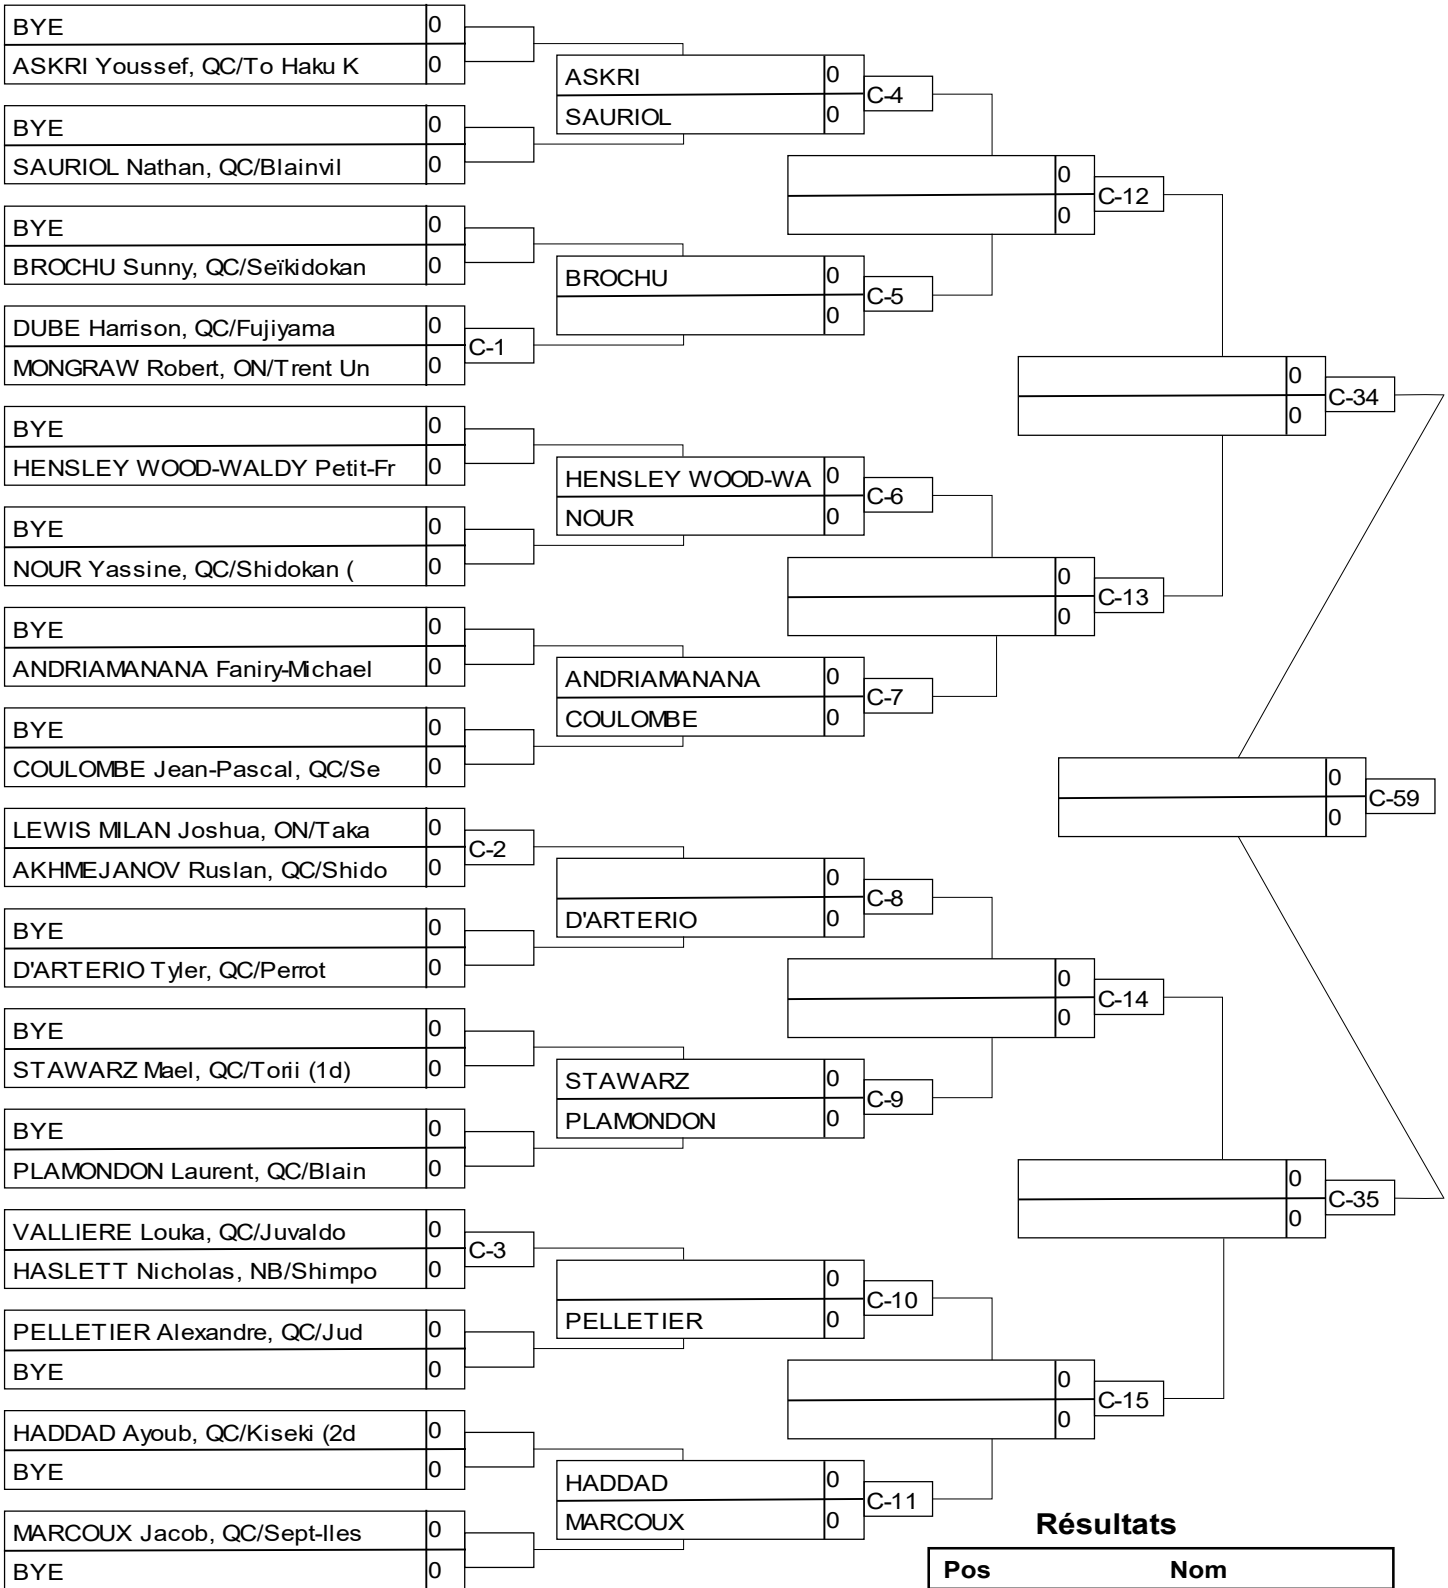 BYE 0
ASKRI Youssef, QC/To Haku K 0
BYE 0
SAURIOL Nathan, QC/Blainvil 0
BYE 0
BROCHU Sunny, QC/Seïkidokan 0
DUBE Harrison, QC/Fujiyama 0
MONGRAW Robert, ON/Trent Un 0
C-1
BYE 0
HENSLEY WOOD-WALDY Petit-Fr 0
BYE 0
NOUR Yassine, QC/Shidokan ( 0
BYE 0
ANDRIAMANANA Faniry-Michael 0
BYE 0
COULOMBE Jean-Pascal, QC/Se 0
LEWIS MILAN Joshua, ON/Taka 0
AKHMEJANOV Ruslan, QC/Shido 0
C-2
BYE 0
D'ARTERIO Tyler, QC/Perrot 0
BYE 0
STAWARZ Mael, QC/Torii (1d) 0
BYE 0
PLAMONDON Laurent, QC/Blain 0
VALLIERE Louka, QC/Juvaldo 0
HASLETT Nicholas, NB/Shimpo 0
C-3
PELLETIER Alexandre, QC/Jud 0
BYE 0
HADDAD Ayoub, QC/Kiseki (2d 0
BYE 0
MARCOUX Jacob, QC/Sept-Iles 0
BYE 0
ASKRI 0
SAURIOL 0
C-4
BROCHU 0
0
C-5
HENSLEY WOOD-WA 0
NOUR 0
C-6
ANDRIAMANANA 0
COULOMBE 0
C-7
0
D'ARTERIO 0
C-8
STAWARZ 0
PLAMONDON 0
C-9
0
PELLETIER 0
C-10
HADDAD 0
MARCOUX 0
C-11
0
0
C-12
0
0
C-13
0
0
C-14
0
0
C-15
0
0
C-34
0
0
C-35
0
0
C-59
Résultats
Pos Nom